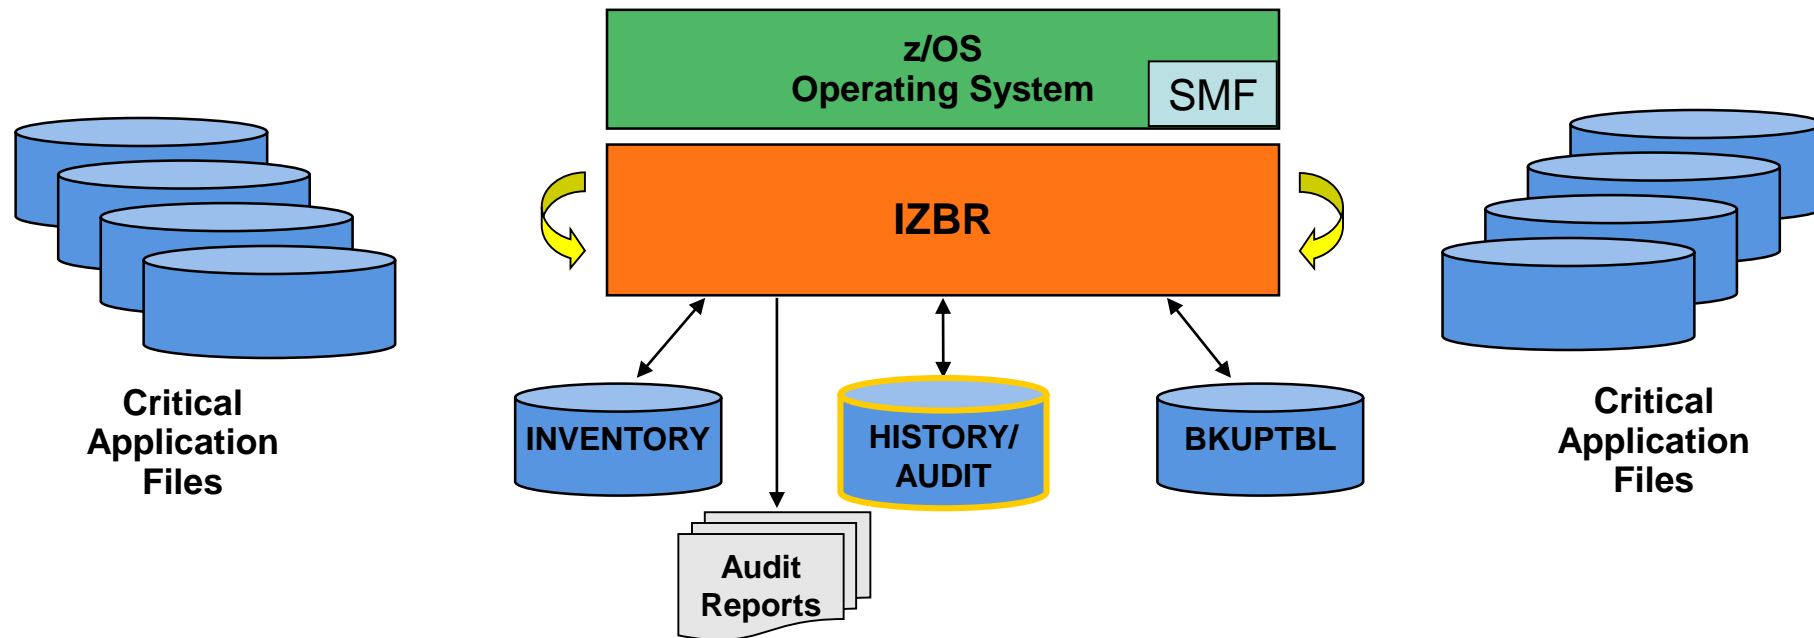 z/OS
Operating System
SMF
IZBR
Critical
Application
Files
INVENTORY
HISTORY/
AUDIT
BKUPTBL
Critical
Application
Files
Audit
Reports